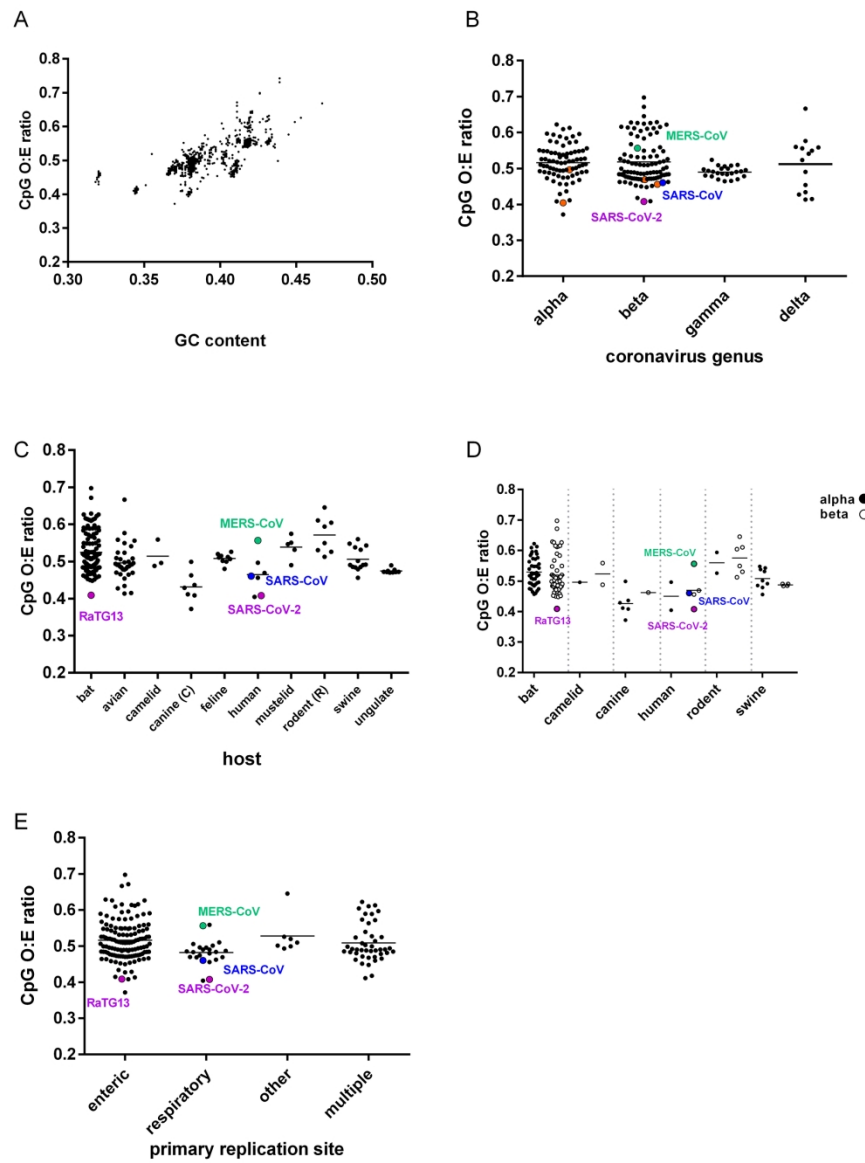 A
CpG O:E ratio
0.8
0.7
0.6
0.5
0.4
0.3
0.2
0.30
0.35
0.40
0.45
0.50
GC content
B
CpG O:E ratio
0.8
0.7
0.6
0.5
0.4
0.3
0.2
MERS-CoV
SARS-CoV
SARS-CoV-2
alpha
beta
gamma
delta
coronavirus genus
C
CpG O:E ratio
0.8
0.7
0.6
0.5
0.4
0.3
0.2
MERS-CoV
SARS-CoV
RaTG13
SARS-CoV-2
bat
avian
camelid
canine (C)
feline
human
mustelid
rodent (R)
swine
ungulate
host
D
CpG O:E ratio
0.8
0.7
0.6
0.5
0.4
0.3
0.2
alpha
beta
MERS-CoV
SARS-CoV
RaTG13
SARS-CoV-2
bat
camelid
canine
human
rodent
swine
E
CpG O:E ratio
0.8
0.7
0.6
0.5
0.4
0.3
0.2
MERS-CoV
SARS-CoV
RaTG13
SARS-CoV-2
enteric
respiratory
other
multiple
primary replication site